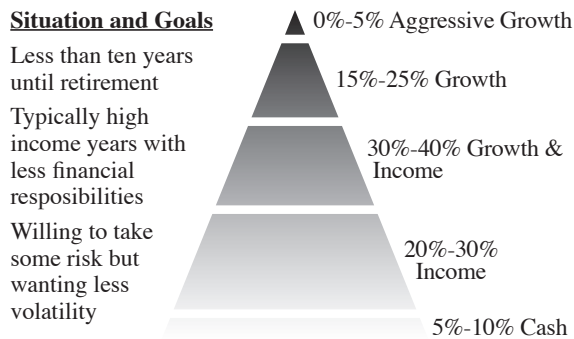 Situation and Goals
Less than ten years
until retirement
Typically high
income years with
less financial
resposibilities
Willing to take
some risk but
wanting less
volatility
0%-5% Aggressive Growth
15%-25% Growth
30%-40% Growth &
Income
20%-30%
Income
5%-10% Cash